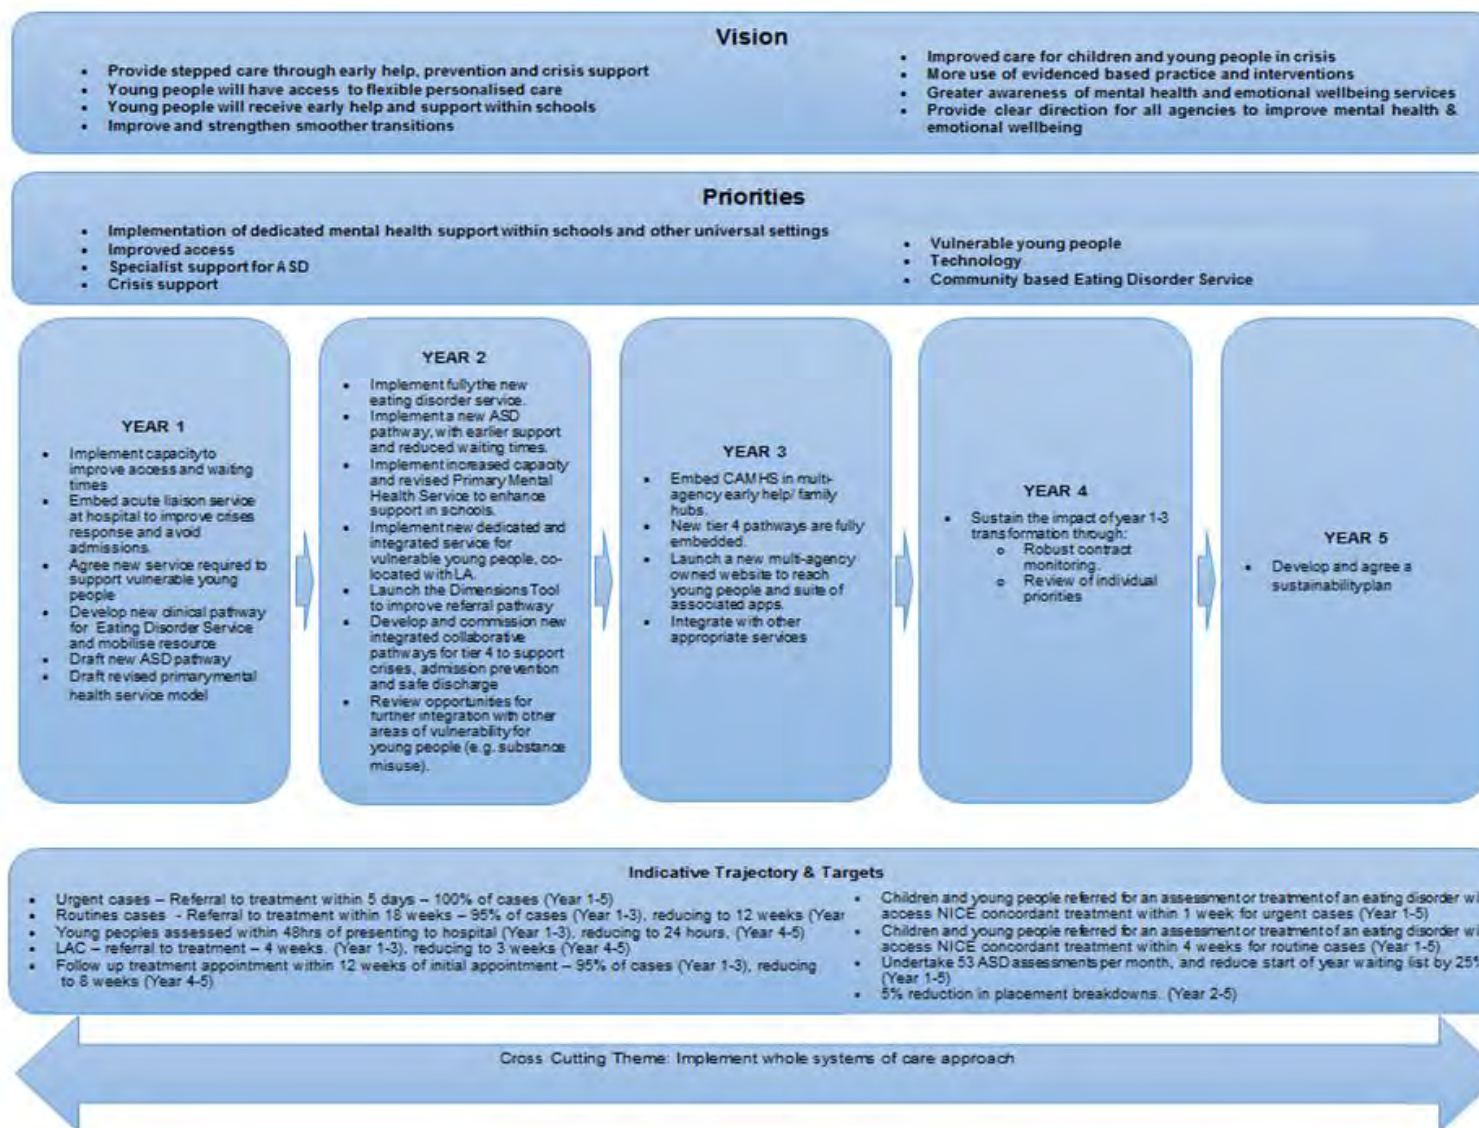 Vision
• Provide stepped care through early help, prevention and crisis support
• Young people will have access to flexible personalised care
• Young people will receive early help and support within schools
• Improve and strengthen smoother transitions
• Improved care for children and young people in crisis
• More use of evidenced based practice and interventions
• Greater awareness of mental health and emotional wellbeing services
• Provide clear direction for all agencies to improve mental health &
emotional wellbeing
Priorities
• Implementation of dedicated mental health support within schools and other universal settings
• Improved access
• Specialist support for ASD
• Crisis support
• Vulnerable young people
• Technology
• Community based Eating Disorder Service
YEAR 1
• Implement capacity to
improve access and waiting
times
• Embed acute liaison service
at hospital to improve crises
response and avoid
admissions.
• Agree new service required to
support vulnerable young
people
• Develop new clinical pathway
for Eating Disorder Service
and mobilise resource
• Draft new ASD pathway
• Draft revised primary mental
health service model
YEAR 2
• Implement fully the new
eating disorder service.
• Implement a new ASD
pathway, with earlier support
and reduced waiting times.
• Implement increased capacity
and revised Primary Mental
Health Service to enhance
support in schools.
• Implement new dedicated and
integrated service for
vulnerable young people, co-
located with LA.
• Launch the Dimensions Tool
to improve referral pathway
• Develop and commission new
integrated collaborative
pathways for tier 4 to support
crises, admission prevention
and safe discharge
• Review opportunities for
further integration with other
areas of vulnerability for
young people (e.g. substance
misuse).
YEAR 3
• Embed CAMHS in multi-
agency early help/ family
hubs.
• New tier 4 pathways are fully
embedded.
• Launch a new multi-agency
owned website to reach
young people and suite of
associated apps.
• Integrate with other
appropriate services
YEAR 4
• Sustain the impact of year 1-3
transformation through:
o Robust contract
monitoring.
o Review of individual
priorities
YEAR 5
• Develop and agree a
sustainability plan
Indicative Trajectory & Targets
• Urgent cases – Referral to treatment within 5 days – 100% of cases (Year 1-5)
• Routines cases - Referral to treatment within 18 weeks – 95% of cases (Year 1-3), reducing to 12 weeks (Year
• Young peoples assessed within 48hrs of presenting to hospital (Year 1-3), reducing to 24 hours. (Year 4-5)
• LAC – referral to treatment – 4 weeks. (Year 1-3), reducing to 3 weeks (Year 4-5)
• Follow up treatment appointment within 12 weeks of initial appointment – 95% of cases (Year 1-3), reducing
to 8 weeks (Year 4-5)
• Children and young people referred for an assessment or treatment of an eating disorder wi
access NICE concordant treatment within 1 week for urgent cases (Year 1-5)
• Children and young people referred for an assessment or treatment of an eating disorder wi
access NICE concordant treatment within 4 weeks for routine cases (Year 1-5)
• Undertake 53 ASD assessments per month, and reduce start of year waiting list by 25%
(Year 1-5)
• 5% reduction in placement breakdowns. (Year 2-5)
Cross Cutting Theme: Implement whole systems of care approach